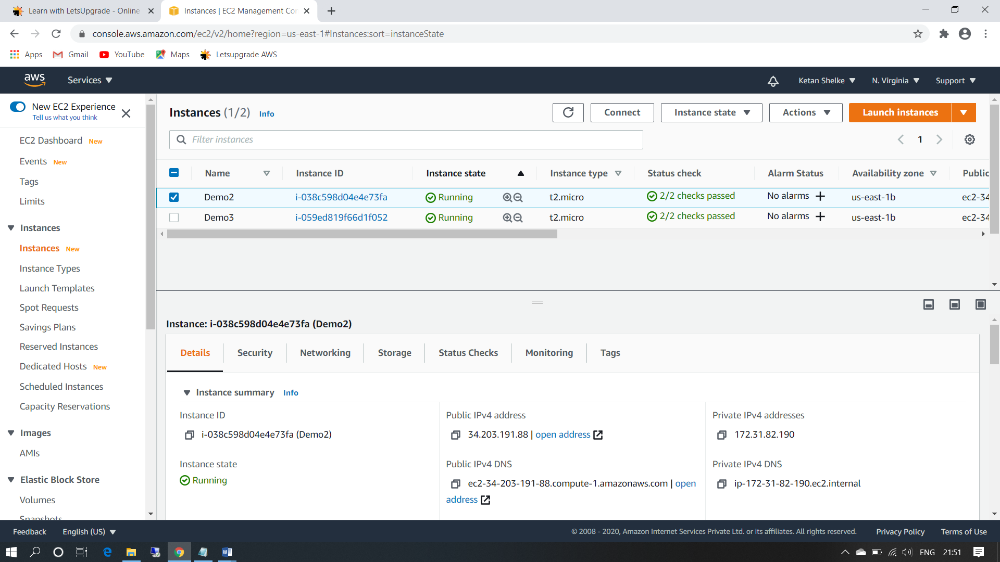 Learn with LetsUpgrade - Online
Instances | EC2 Management Con
console.aws.amazon.com/ec2/v2/home?region=us-east-1#Instances:sort=instanceState
Apps
Gmail
YouTube
Maps
Letsupgrade AWS
aws
Services
Ketan Shelke
N. Virginia
Support
New EC2 Experience
Tell us what you think
EC2 Dashboard New
Events New
Tags
Limits
Instances
Instances New
Instance Types
Launch Templates
Spot Requests
Savings Plans
Reserved Instances
Dedicated Hosts New
Scheduled Instances
Capacity Reservations
Images
AMIs
Elastic Block Store
Volumes
Snapshots
Instances (1/2) Info
Connect
Instance state
Actions
Launch instances
Filter instances
1
Name Instance ID Instance state Instance type Status check Alarm Status Availability zone Public
Demo2 i-038c598d04e4e73fa Running t2.micro 2/2 checks passed No alarms us-east-1b ec2-34
Demo3 i-059ed819f66d1f052 Running t2.micro 2/2 checks passed No alarms us-east-1b ec2-34
Instance: i-038c598d04e4e73fa (Demo2)
Details Security Networking Storage Status Checks Monitoring Tags
Instance summary Info
Instance ID
i-038c598d04e4e73fa (Demo2)
Public IPv4 address
34.203.191.88 | open address
Private IPv4 addresses
172.31.82.190
Instance state
Running
Public IPv4 DNS
ec2-34-203-191-88.compute-1.amazonaws.com | open
address
Private IPv4 DNS
ip-172-31-82-190.ec2.internal
Feedback
English (US)
© 2008 - 2020, Amazon Internet Services Private Ltd. or its affiliates. All rights reserved.
Privacy Policy
Terms of Use
ENG
21:51